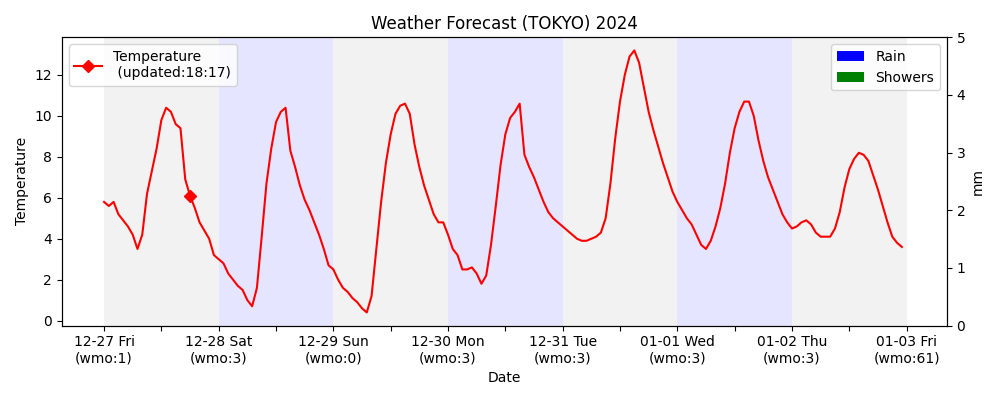 Weather Forecast (TOKYO) 2024
Temperature
(updated:18:17)
Rain
Showers
Temperature
12
10
8
6
4
2
0
5
4
3
2
1
0
mm
12-27 Fri
(wmo:1)
12-28 Sat
(wmo:3)
12-29 Sun
(wmo:0)
12-30 Mon
(wmo:3)
12-31 Tue
(wmo:3)
01-01 Wed
(wmo:3)
01-02 Thu
(wmo:3)
01-03 Fri
(wmo:61)
Date